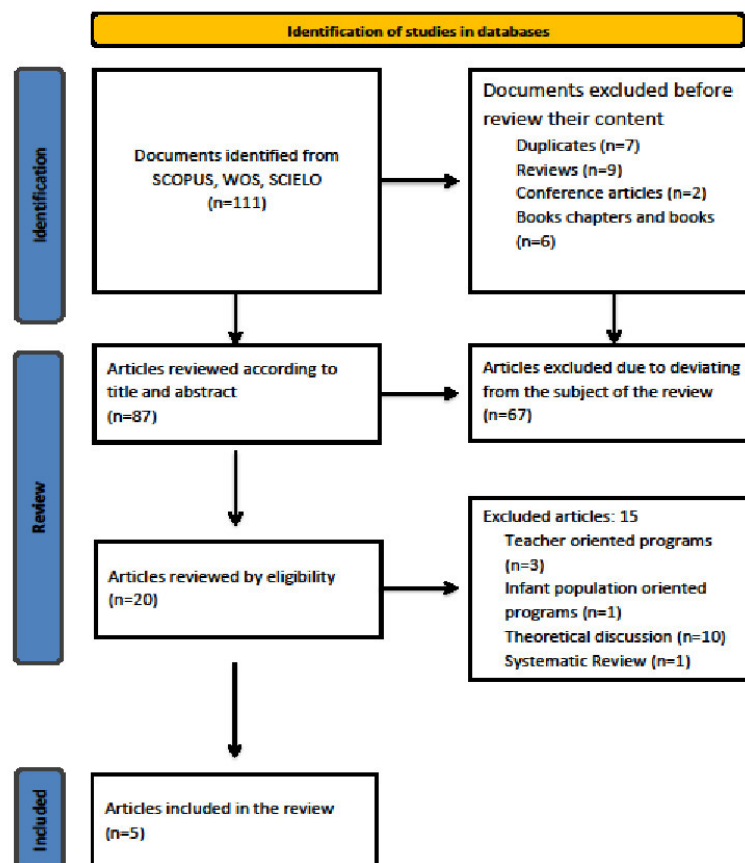 Identification of studies in databases
Identification
Documents identified from
SCOPUS, WOS, SCIELO
(n=111)
Documents excluded before
review their content
Duplicates (n=7)
Reviews (n=9)
Conference articles (n=2)
Books chapters and books
(n=6)
Review
Articles reviewed according to
title and abstract
(n=87)
Articles excluded due to deviating
from the subject of the review
(n=67)
Articles reviewed by eligibility
(n=20)
Excluded articles: 15
Teacher oriented programs
(n=3)
Infant population oriented
programs (n=1)
Theoretical discussion (n=10)
Systematic Review (n=1)
Included
Articles included in the review
(n=5)